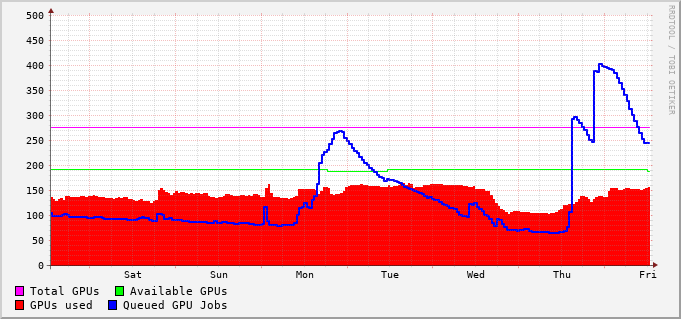 500
450
400
350
300
250
200
150
100
50
0
Sat Sun Mon Tue Wed Thu Fri
Total GPUs Available GPUs
GPUs used Queued GPU Jobs
RRDTOOL / TOBI OETIKER